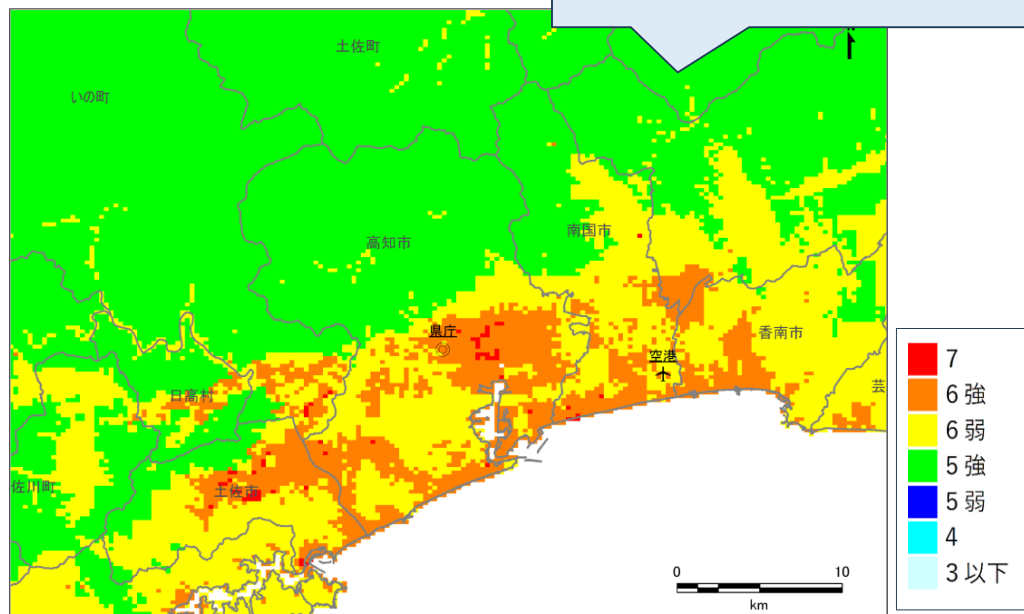 土佐町
いの町
高知市
南国市
県庁
空港
香南市
日高村
芸
佐川町
土佐市
0 10
km
7
6強
6弱
5強
5弱
4
3以下